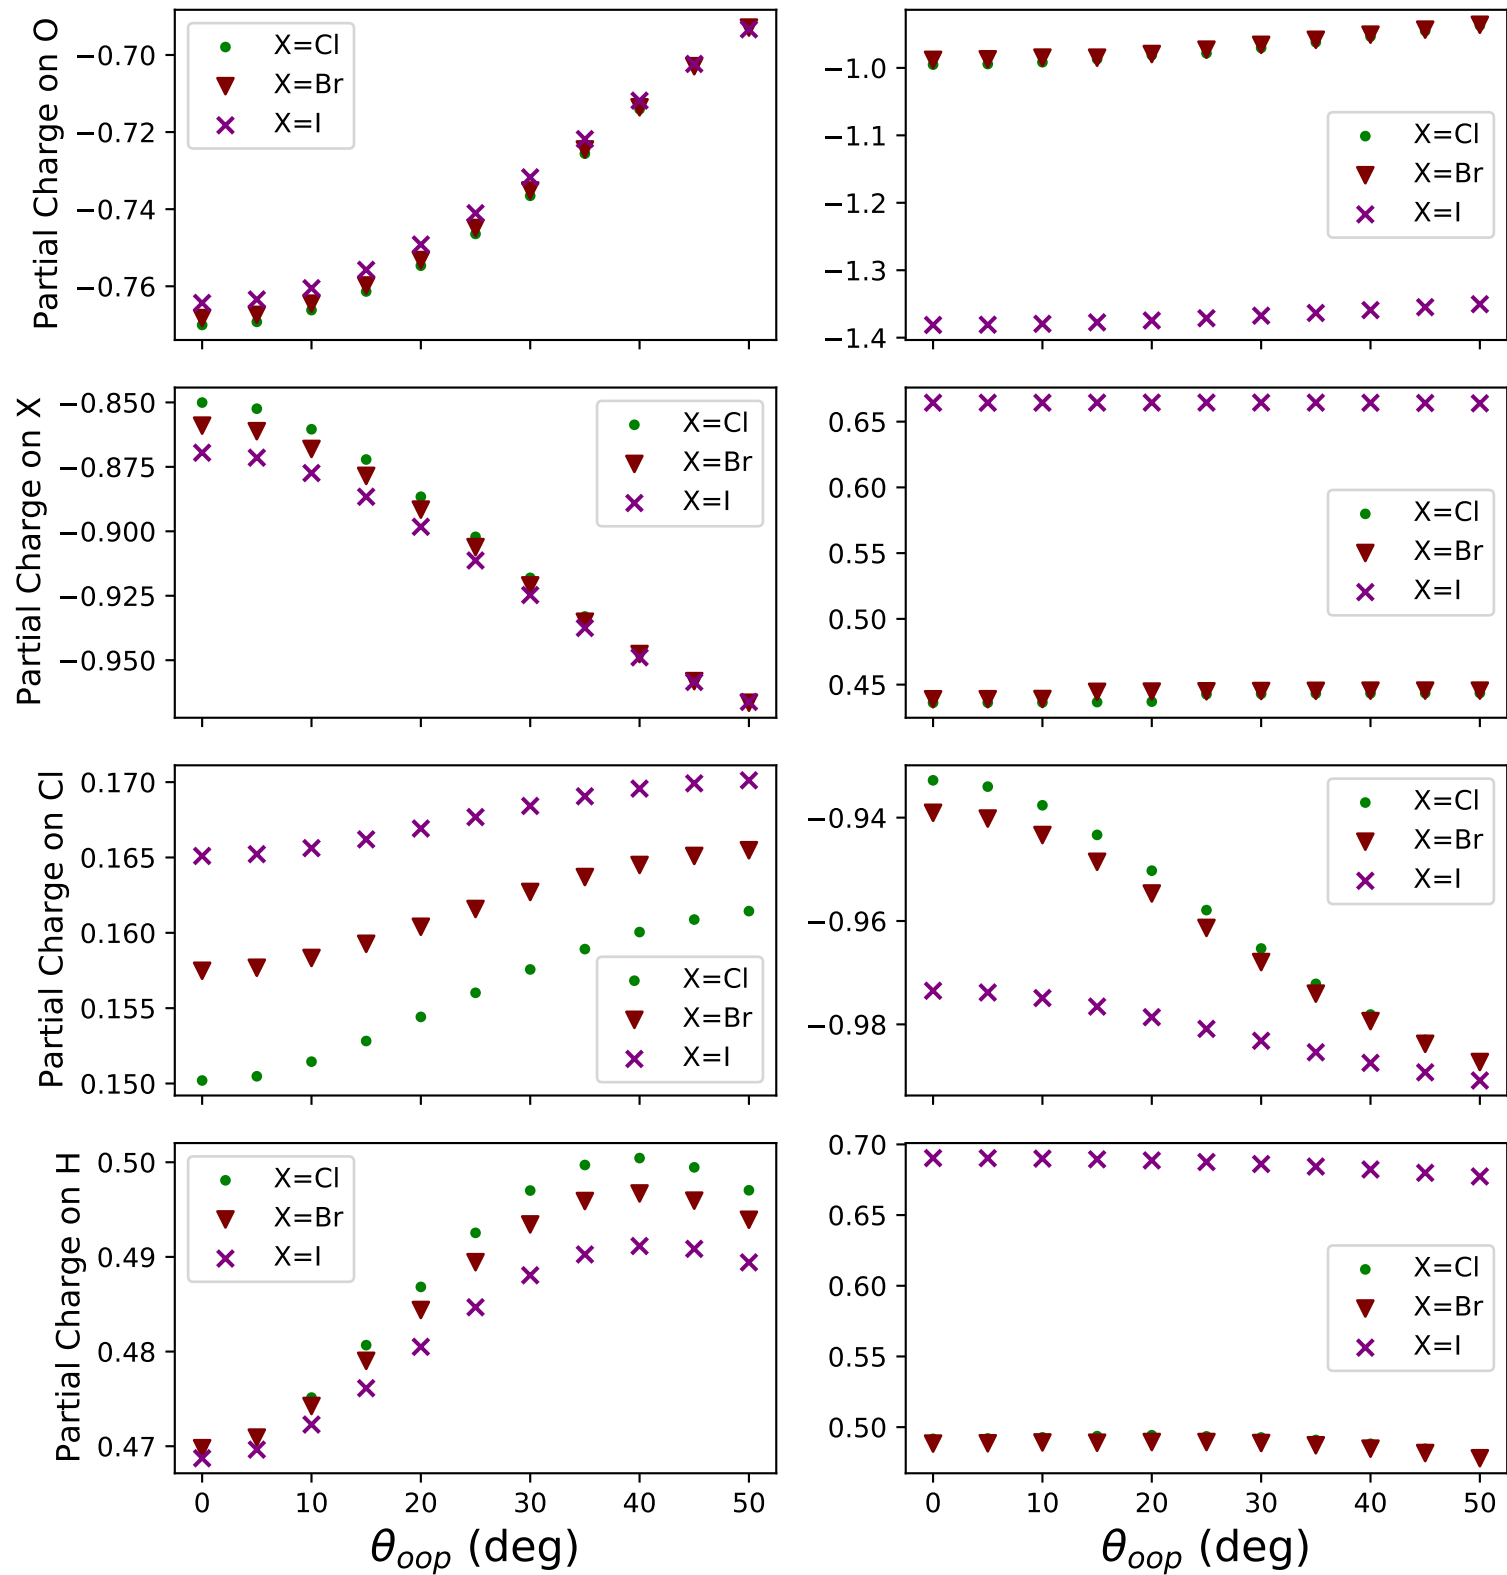 Partial Charge on O
−0.70
−0.72
−0.74
−0.76
X=Cl
X=Br
X=I
−1.0
−1.1
−1.2
−1.3
−1.4
X=Cl
X=Br
X=I
Partial Charge on X
−0.850
−0.875
−0.900
−0.925
−0.950
X=Cl
X=Br
X=I
0.65
0.60
0.55
0.50
0.45
X=Cl
X=Br
X=I
Partial Charge on Cl
0.170
0.165
0.160
0.155
0.150
X=Cl
X=Br
X=I
−0.94
−0.96
−0.98
X=Cl
X=Br
X=I
Partial Charge on H
0.50
0.49
0.48
0.47
X=Cl
X=Br
X=I
0 10 20 30 40 50
θoop (deg)
0.70
0.65
0.60
0.55
0.50
X=Cl
X=Br
X=I
0 10 20 30 40 50
θoop (deg)